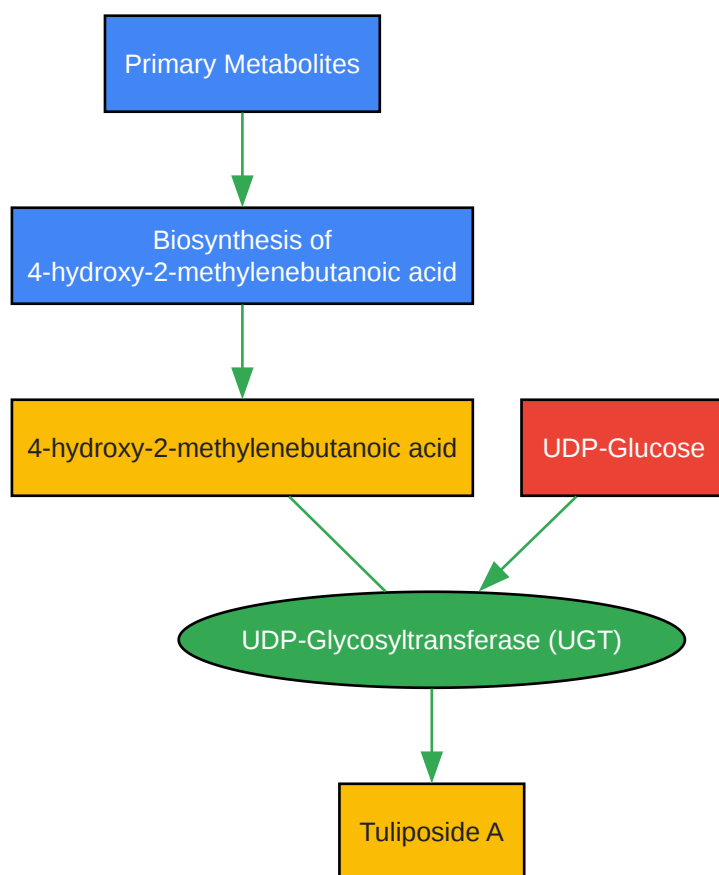 Primary Metabolites
Biosynthesis of
4-hydroxy-2-methylenebutanoic acid
4-hydroxy-2-methylenebutanoic acid
UDP-Glucose
UDP-Glycosyltransferase (UGT)
Tuliposide A